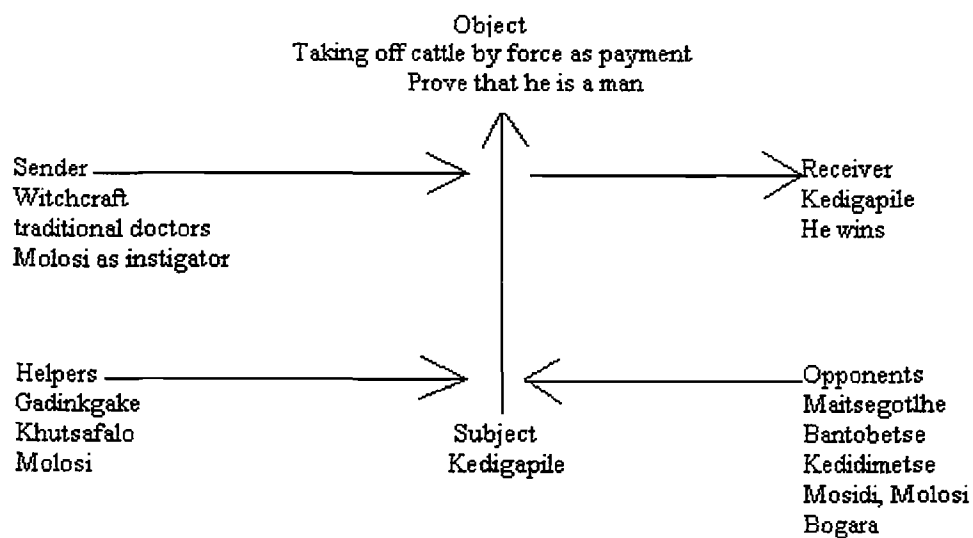 Object
Taking off cattle by force as payment
Prove that he is a man
Sender
Witchcraft
traditional doctors
Molosi as instigator
Receiver
Kedigapile
He wins
Helpers
Gadinkgake
Khutsafalo
Molosi
Subject
Kedigapile
Opponents
Maitsegotlhe
Bantobetse
Kedidimetse
Mosidi, Molosi
Bogara